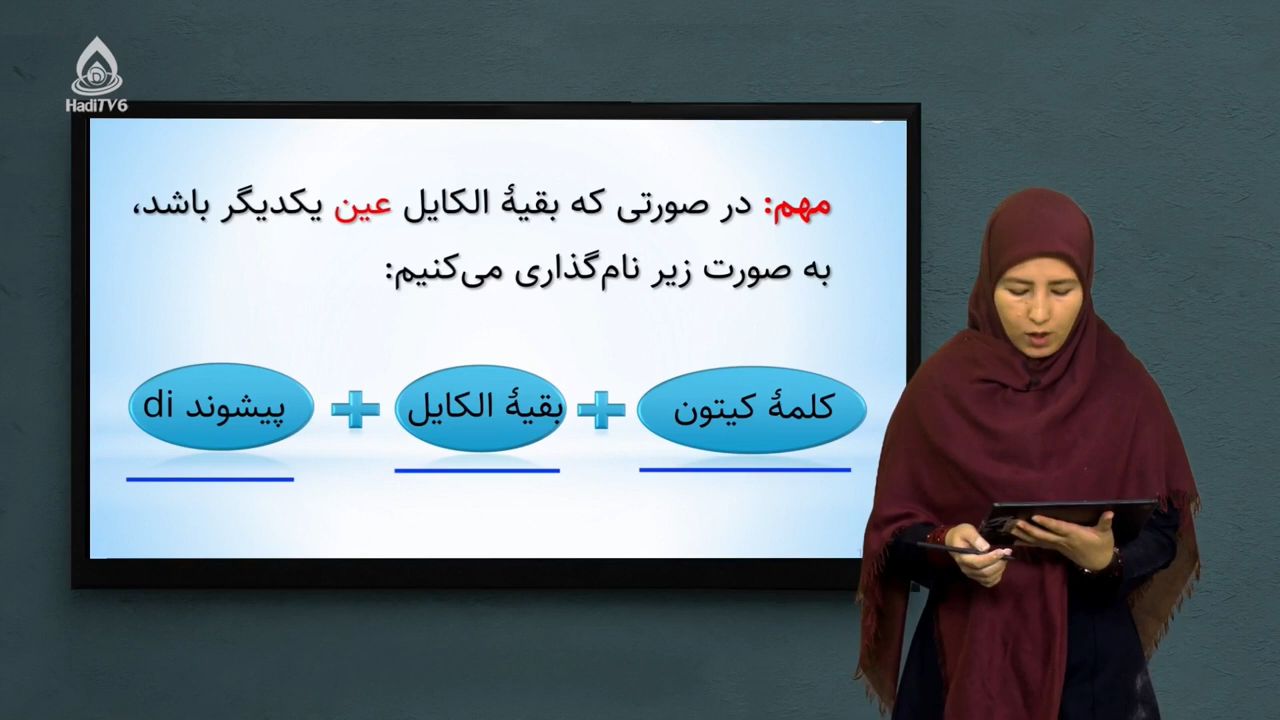 HadiTV6
مهم: در صورتی که بقیهٔ الکایل عین یکدیگر باشد،
به صورت زیر نام‌گذاری می‌کنیم:
کلمهٔ کیتون + بقیهٔ الکایل + پیشوند di